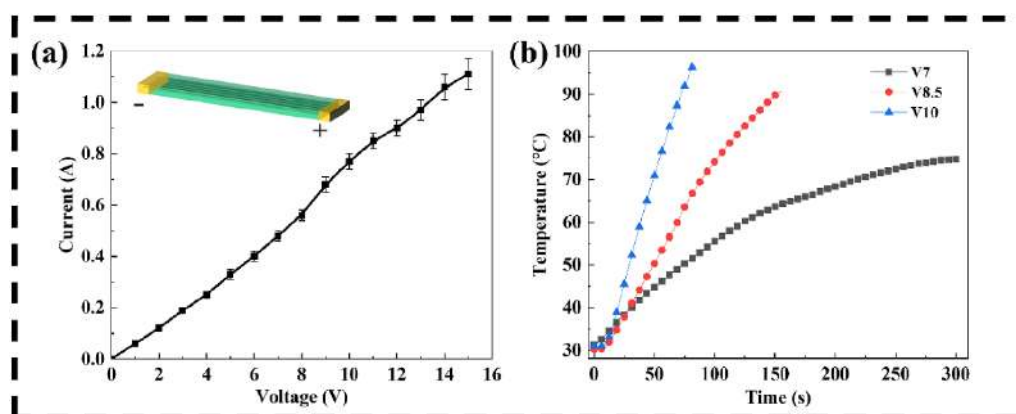 (a)
1.2
1.0
0.8
0.6
0.4
0.2
0.0
Current (A)
-
+
0 2 4 6 8 10 12 14 16
Voltage (V)
(b)
100
90
80
70
60
50
40
30
Temperature (°C)
V7
V8.5
V10
0 50 100 150 200 250 300
Time (s)